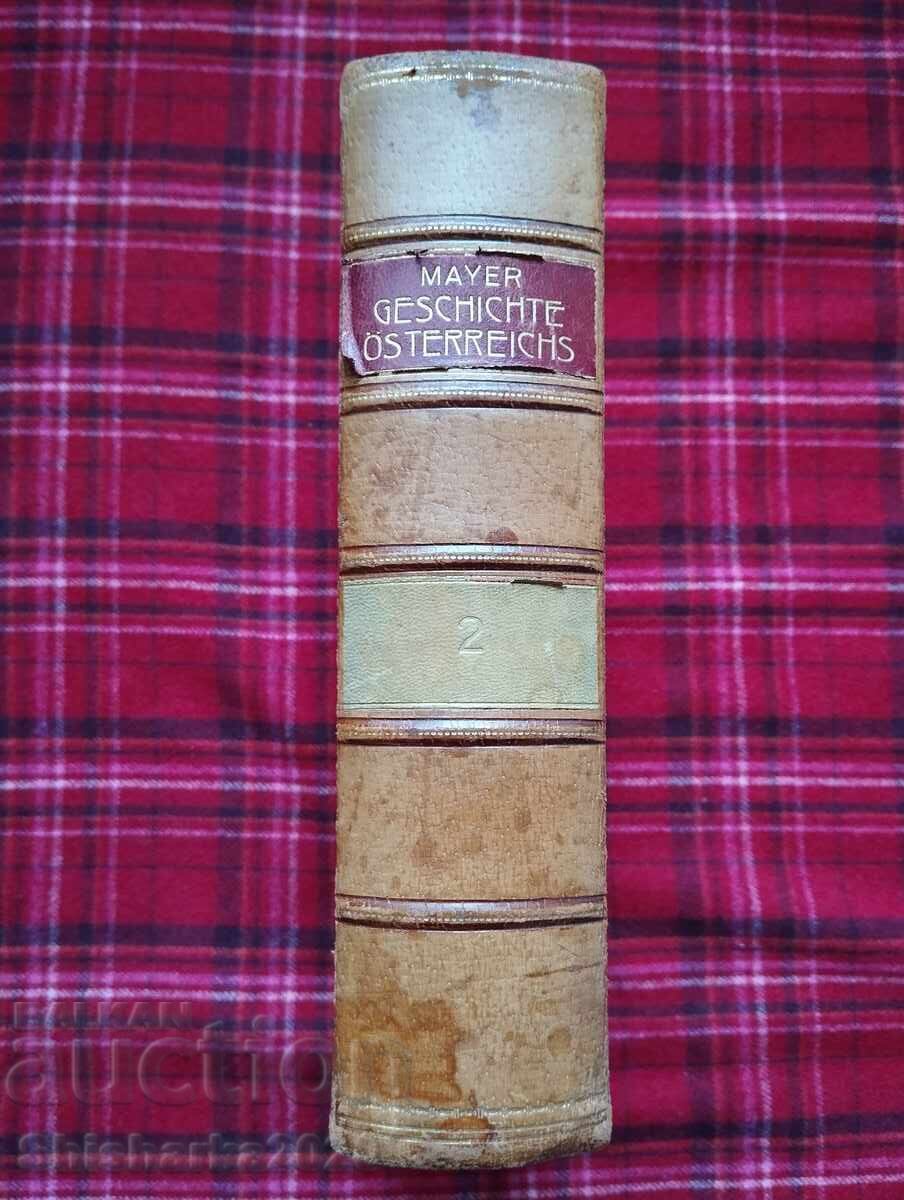 MAYER
GESCHICHTE
ÖSTERREICHS
2
BALKAN
auction